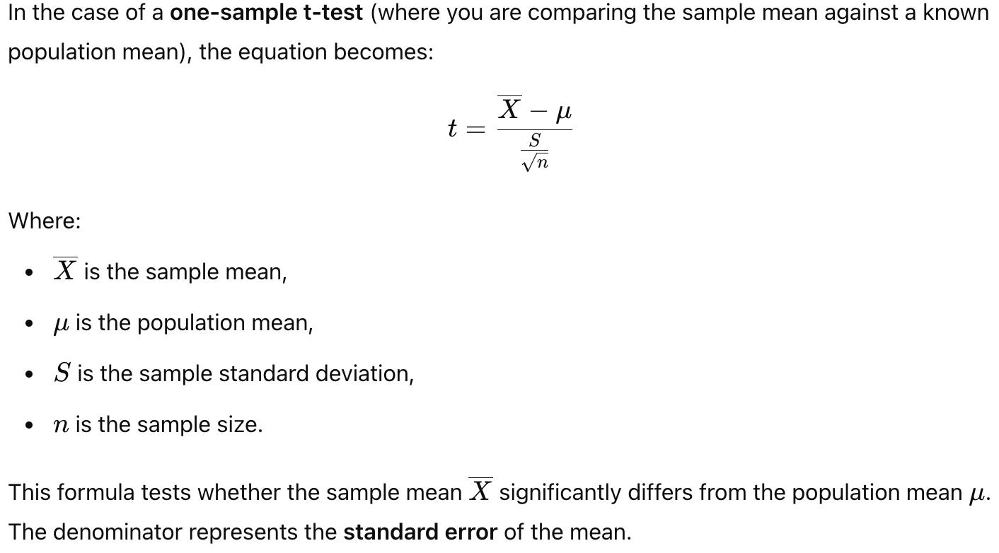 In the case of a one-sample t-test (where you are comparing the sample mean against a known
population mean), the equation becomes:
t = \frac{\overline{X} - \mu}{\frac{S}{\sqrt{n}}}
Where:
• \overline{X} is the sample mean,
• μ is the population mean,
• S is the sample standard deviation,
• n is the sample size.
This formula tests whether the sample mean \overline{X} significantly differs from the population mean μ.
The denominator represents the standard error of the mean.